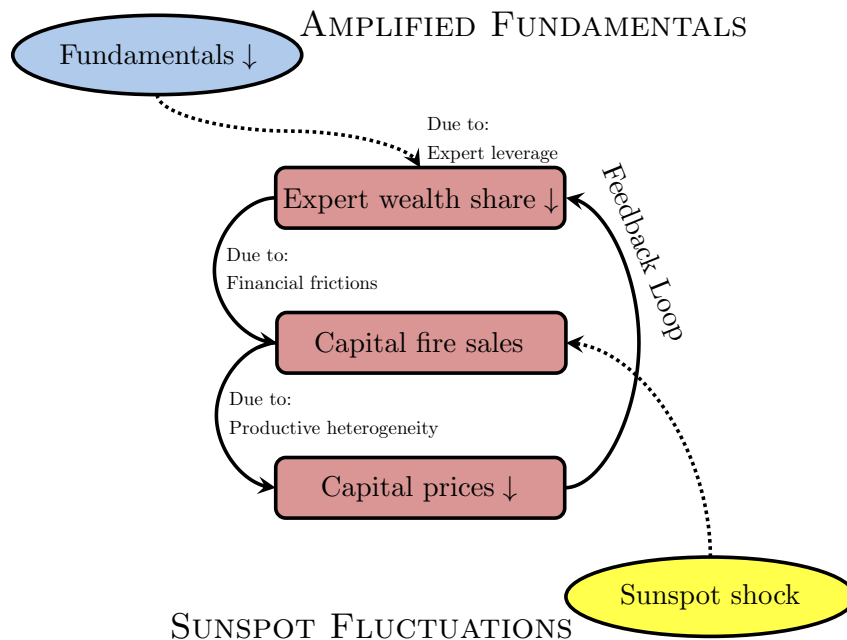 AMPLIFIED FUNDAMENTALS
Fundamentals ↓
Due to:
Expert leverage
Expert wealth share ↓
Feedback Loop
Due to:
Financial frictions
Capital fire sales
Due to:
Productive heterogeneity
Capital prices ↓
Sunspot shock
SUNSPOT FLUCTUATIONS